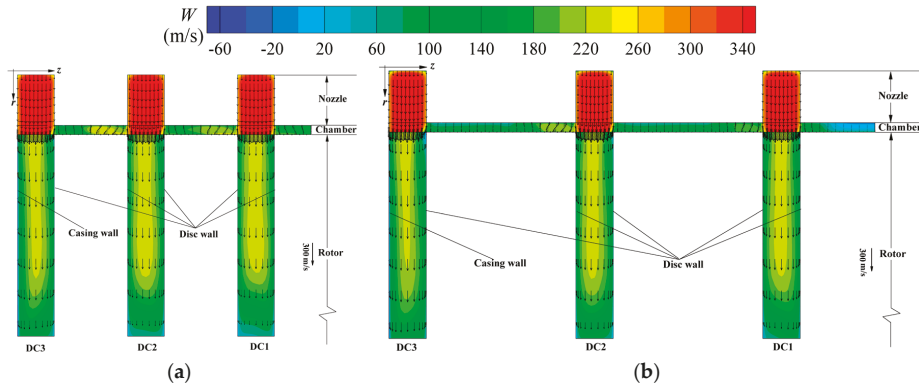 W
(m/s)
-60 -20 20 60 100 140 180 220 260 300 340
z
r
Nozzle
Chamber
Casing wall
Disc wall
300 m/s
Rotor
DC3 DC2 DC1
(a)
z
r
Nozzle
Chamber
Casing wall
Disc wall
300 m/s
Rotor
DC3 DC2 DC1
(b)